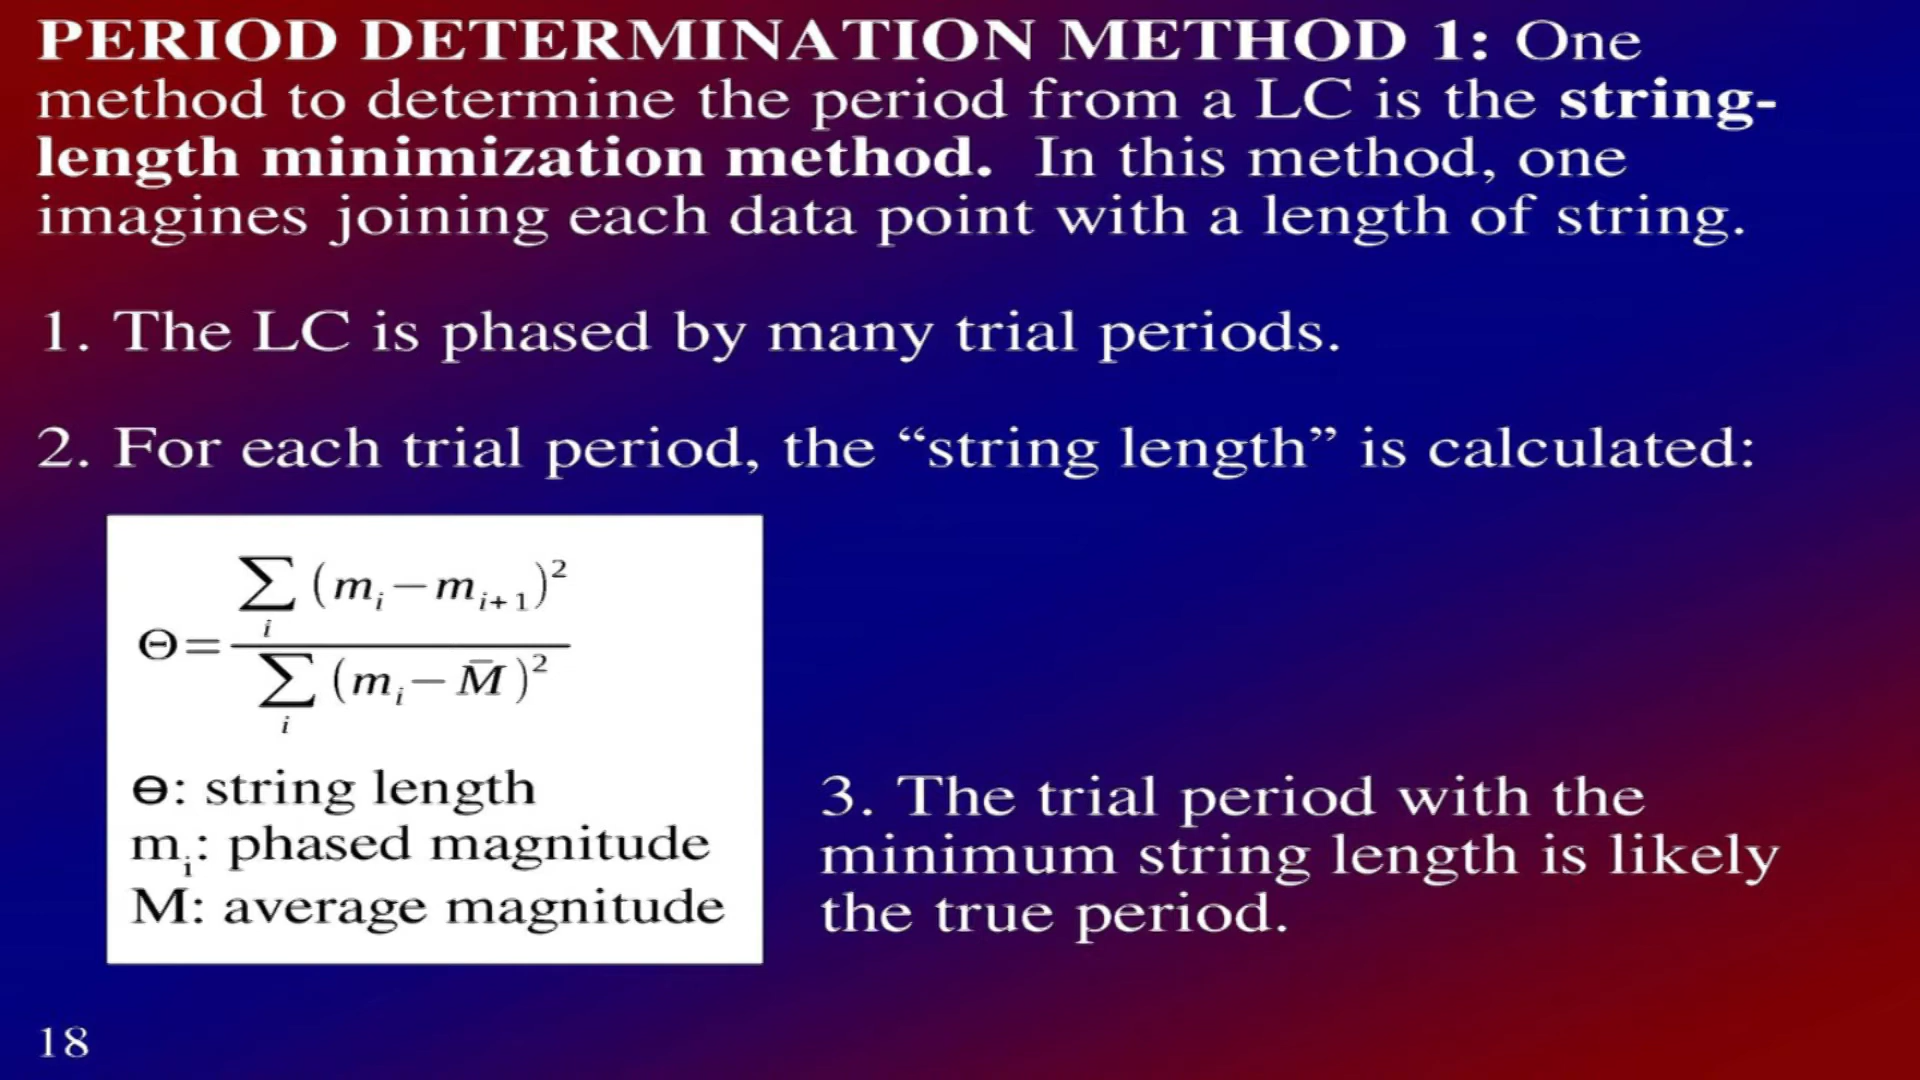 PERIOD DETERMINATION METHOD 1: One
method to determine the period from a LC is the string-
length minimization method. In this method, one
imagines joining each data point with a length of string.
1. The LC is phased by many trial periods.
2. For each trial period, the “string length” is calculated:
Θ = ∑_i (m_i − m_{i+1})² / ∑_i (m_i − M̄)²
Θ: string length
m_i: phased magnitude
M: average magnitude
3. The trial period with the
minimum string length is likely
the true period.
18